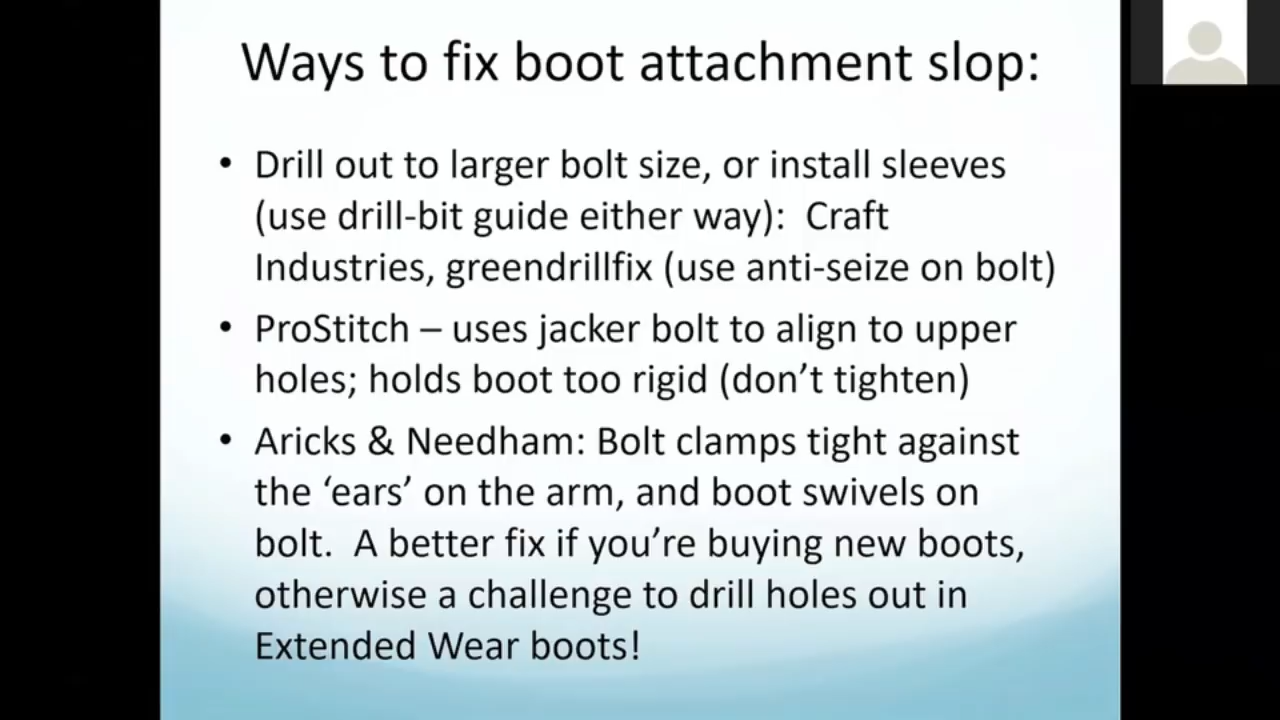 Ways to fix boot attachment slop:
• Drill out to larger bolt size, or install sleeves
(use drill-bit guide either way):  Craft
Industries, greendrillfix (use anti-seize on bolt)
• ProStitch – uses jacker bolt to align to upper
holes; holds boot too rigid (don’t tighten)
• Aricks & Needham: Bolt clamps tight against
the ‘ears’ on the arm, and boot swivels on
bolt.  A better fix if you’re buying new boots,
otherwise a challenge to drill holes out in
Extended Wear boots!